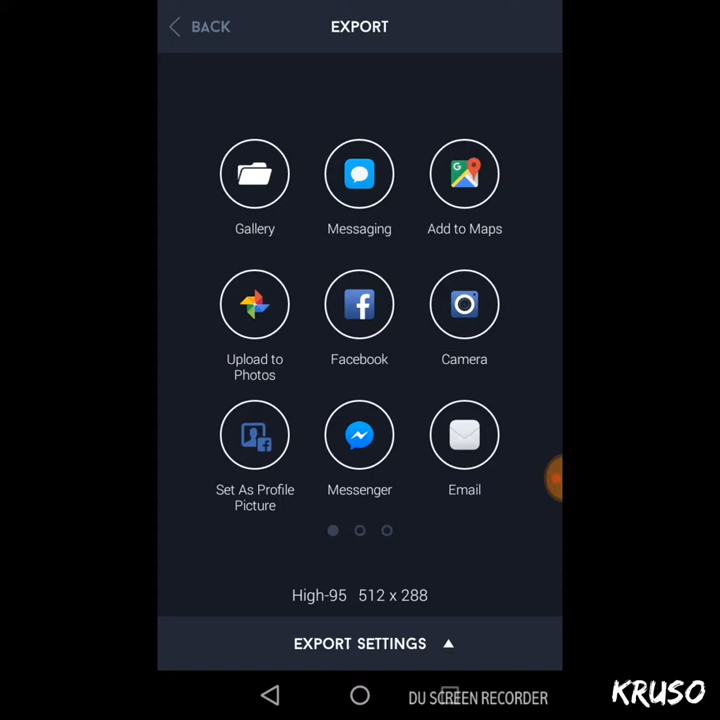 BACK
EXPORT
Gallery
Messaging
Add to Maps
G
Upload to
Photos
Facebook
Camera
Set As Profile
Picture
Messenger
Email
High-95 512 x 288
EXPORT SETTINGS
DU SCREEN RECORDER
KRUSO